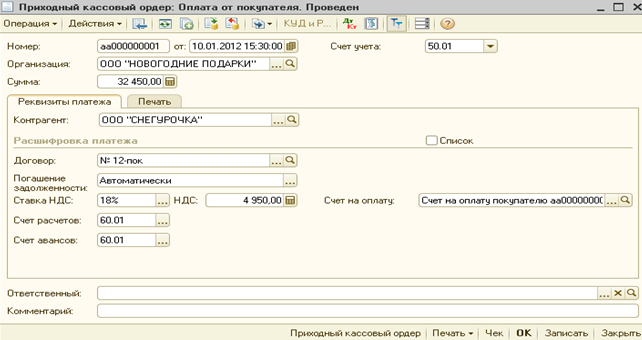 Приходный кассовый ордер: Оплата от покупателя. Проведен
Операция Действия КУД и Р... Дт Кт
Номер: аа000000001 от: 10.01.2012 15:30:00 Счет учета: 50.01
Организация: ООО "НОВОГОДНИЕ ПОДАРКИ"
Сумма: 32 450,00
Реквизиты платежа Печать
Контрагент: ООО "СНЕГУРОЧКА"
Расшифровка платежа Список
Договор: № 12-пок
Погашение
задолженности: Автоматически
Ставка НДС: 18% НДС: 4 950,00 Счет на оплату: Счет на оплату покупателю аа00000000
Счет расчетов: 60.01
Счет авансов: 60.01
Ответственный:
Комментарий:
Приходный кассовый ордер Печать Чек OK Записать Закрыть